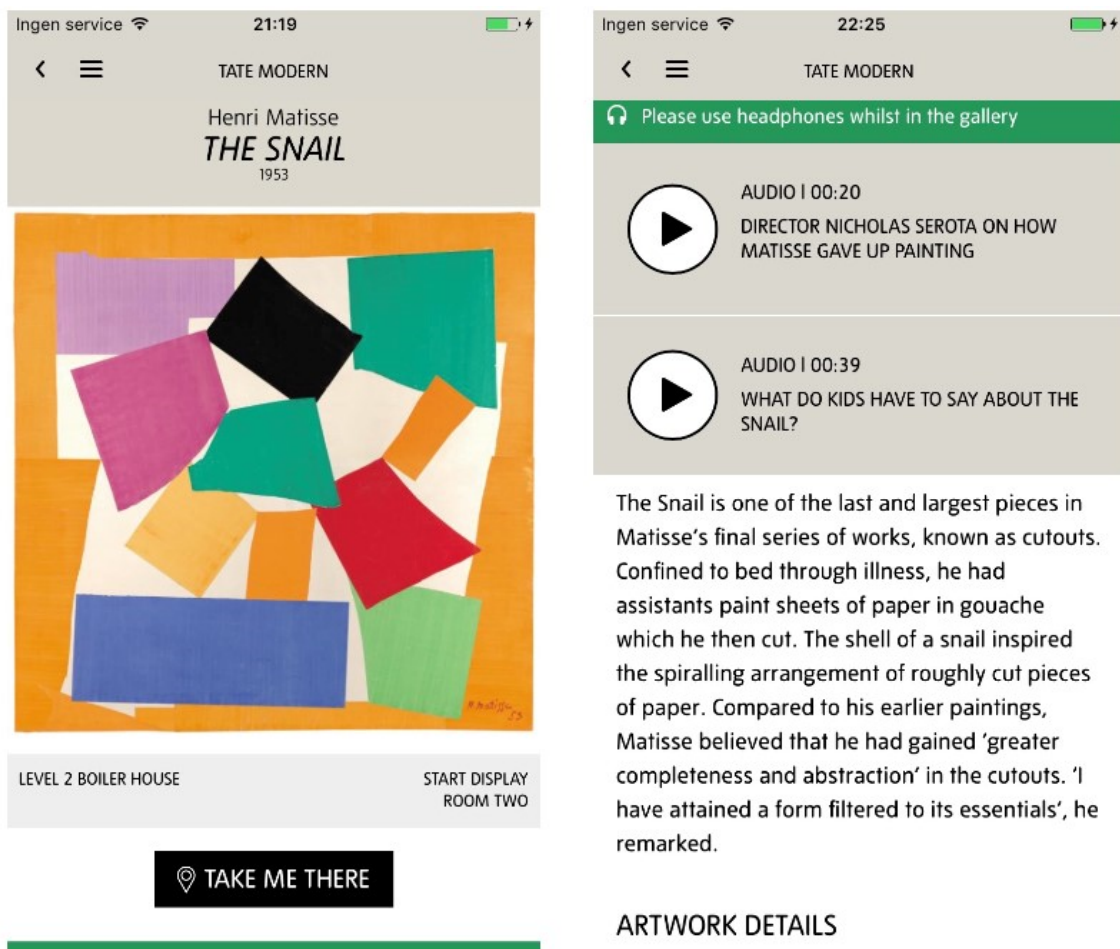 Ingen service 21:19
TATE MODERN
Henri Matisse
THE SNAIL
1953
H. Matisse
53
LEVEL 2 BOILER HOUSE
START DISPLAY
ROOM TWO
TAKE ME THERE
Ingen service 22:25
TATE MODERN
Please use headphones whilst in the gallery
AUDIO | 00:20
DIRECTOR NICHOLAS SEROTA ON HOW
MATISSE GAVE UP PAINTING
AUDIO | 00:39
WHAT DO KIDS HAVE TO SAY ABOUT THE
SNAIL?
The Snail is one of the last and largest pieces in
Matisse’s final series of works, known as cutouts.
Confined to bed through illness, he had
assistants paint sheets of paper in gouache
which he then cut. The shell of a snail inspired
the spiralling arrangement of roughly cut pieces
of paper. Compared to his earlier paintings,
Matisse believed that he had gained ‘greater
completeness and abstraction’ in the cutouts. ‘I
have attained a form filtered to its essentials’, he
remarked.
ARTWORK DETAILS